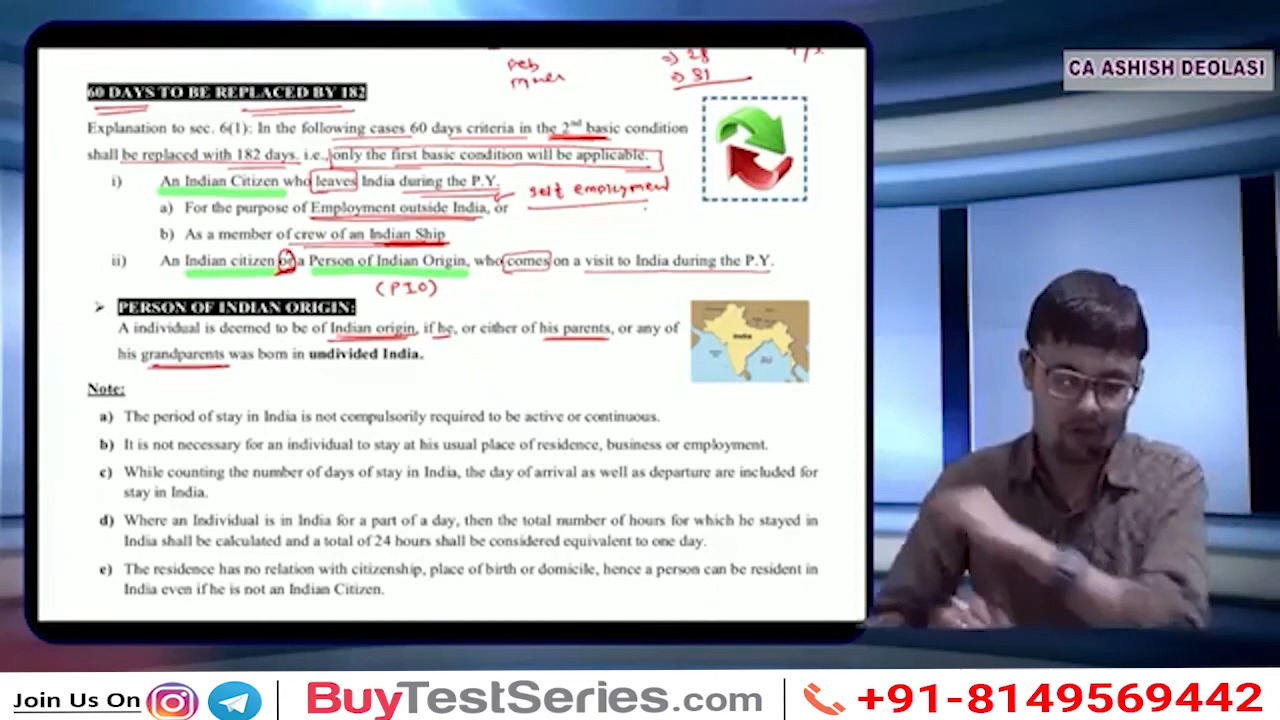 Feb
⇒ 28
⇒ 31
CA ASHISH DEOLASI
60 DAYS TO BE REPLACED BY 182
Explanation to sec. 6(1): In the following cases 60 days criteria in the 2nd basic condition
shall be replaced with 182 days. i.e., only the first basic condition will be applicable.
i) An Indian Citizen who leaves India during the P.Y.
self employment
a) For the purpose of Employment outside India, or
b) As a member of crew of an Indian Ship
ii) An Indian citizen or a Person of Indian Origin, who comes on a visit to India during the P.Y.
(PIO)
➤ PERSON OF INDIAN ORIGIN:
A individual is deemed to be of Indian origin, if he, or either of his parents, or any of
his grandparents was born in undivided India.
India
Note:
a) The period of stay in India is not compulsorily required to be active or continuous.
b) It is not necessary for an individual to stay at his usual place of residence, business or employment.
c) While counting the number of days of stay in India, the day of arrival as well as departure are included for
stay in India.
d) Where an Individual is in India for a part of a day, then the total number of hours for which he stayed in
India shall be calculated and a total of 24 hours shall be considered equivalent to one day.
e) The residence has no relation with citizenship, place of birth or domicile, hence a person can be resident in
India even if he is not an Indian Citizen.
Join Us On
BuyTestSeries.com
+91-8149569442